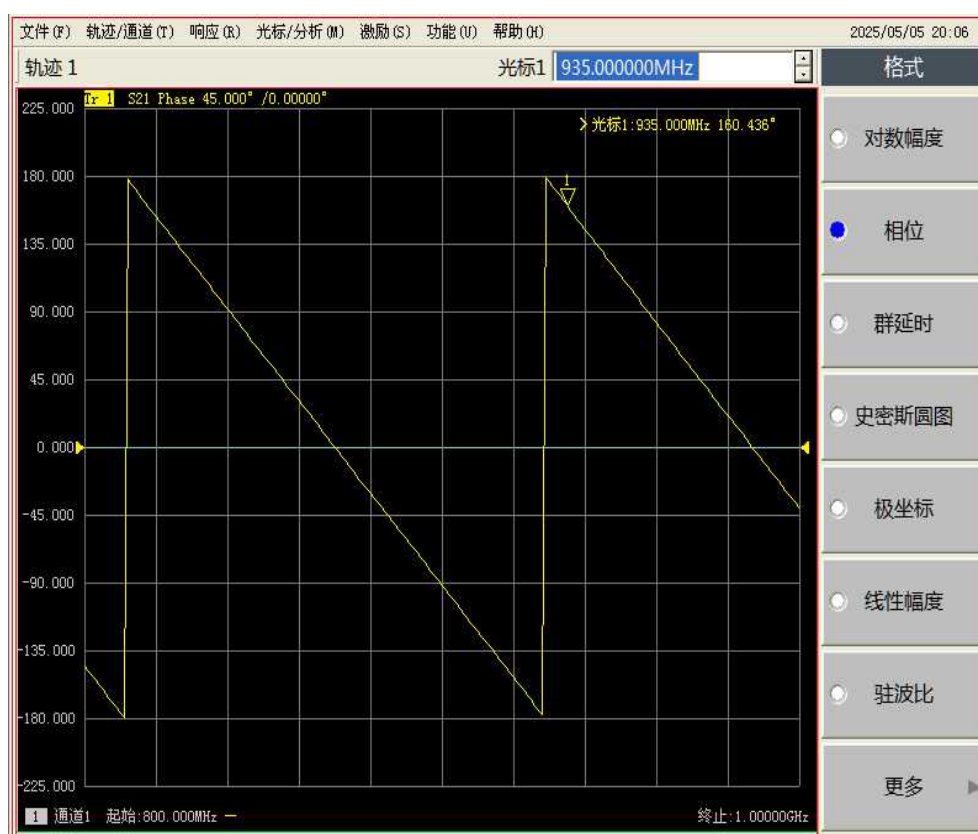 文件(F) 轨迹/通道(T) 响应(R) 光标/分析(M) 激励(S) 功能(U) 帮助(H) 2025/05/05 20:06
轨迹 1 光标1 935.000000MHz 格式
Tr 1 S21 Phase 45.000° /0.00000°
225.000
>光标1:935.000MHz 160.436°
对数幅度
180.000
1
135.000
相位
90.000
群延时
45.000
史密斯圆图
0.000
-45.000
极坐标
-90.000
线性幅度
-135.000
驻波比
-180.000
-225.000
更多
1 通道1 起始:800.000MHz — 终止:1.00000GHz